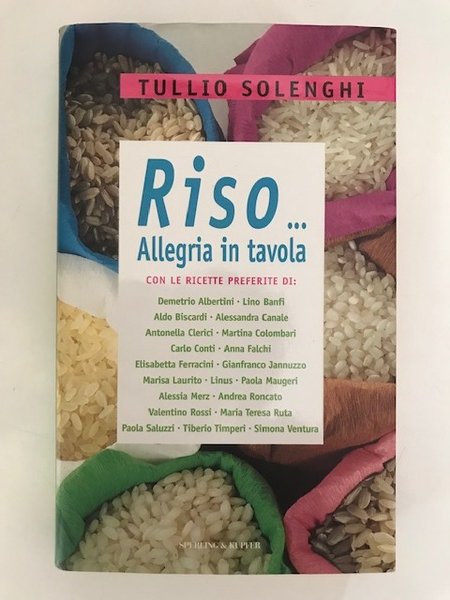 TULLIO SOLENGHI
Riso...
Allegria in tavola
CON LE RICETTE PREFERITE DI:
Demetrio Albertini · Lino Banfi
Aldo Biscardi · Alessandra Canale
Antonella Clerici · Martina Colombari
Carlo Conti · Anna Falchi
Elisabetta Ferracini · Gianfranco Jannuzzo
Marisa Laurito · Linus · Paola Maugeri
Alessia Merz · Andrea Roncato
Valentino Rossi · Maria Teresa Ruta
Paola Saluzzi · Tiberio Timperi · Simona Ventura
SPERLING & KUPFER